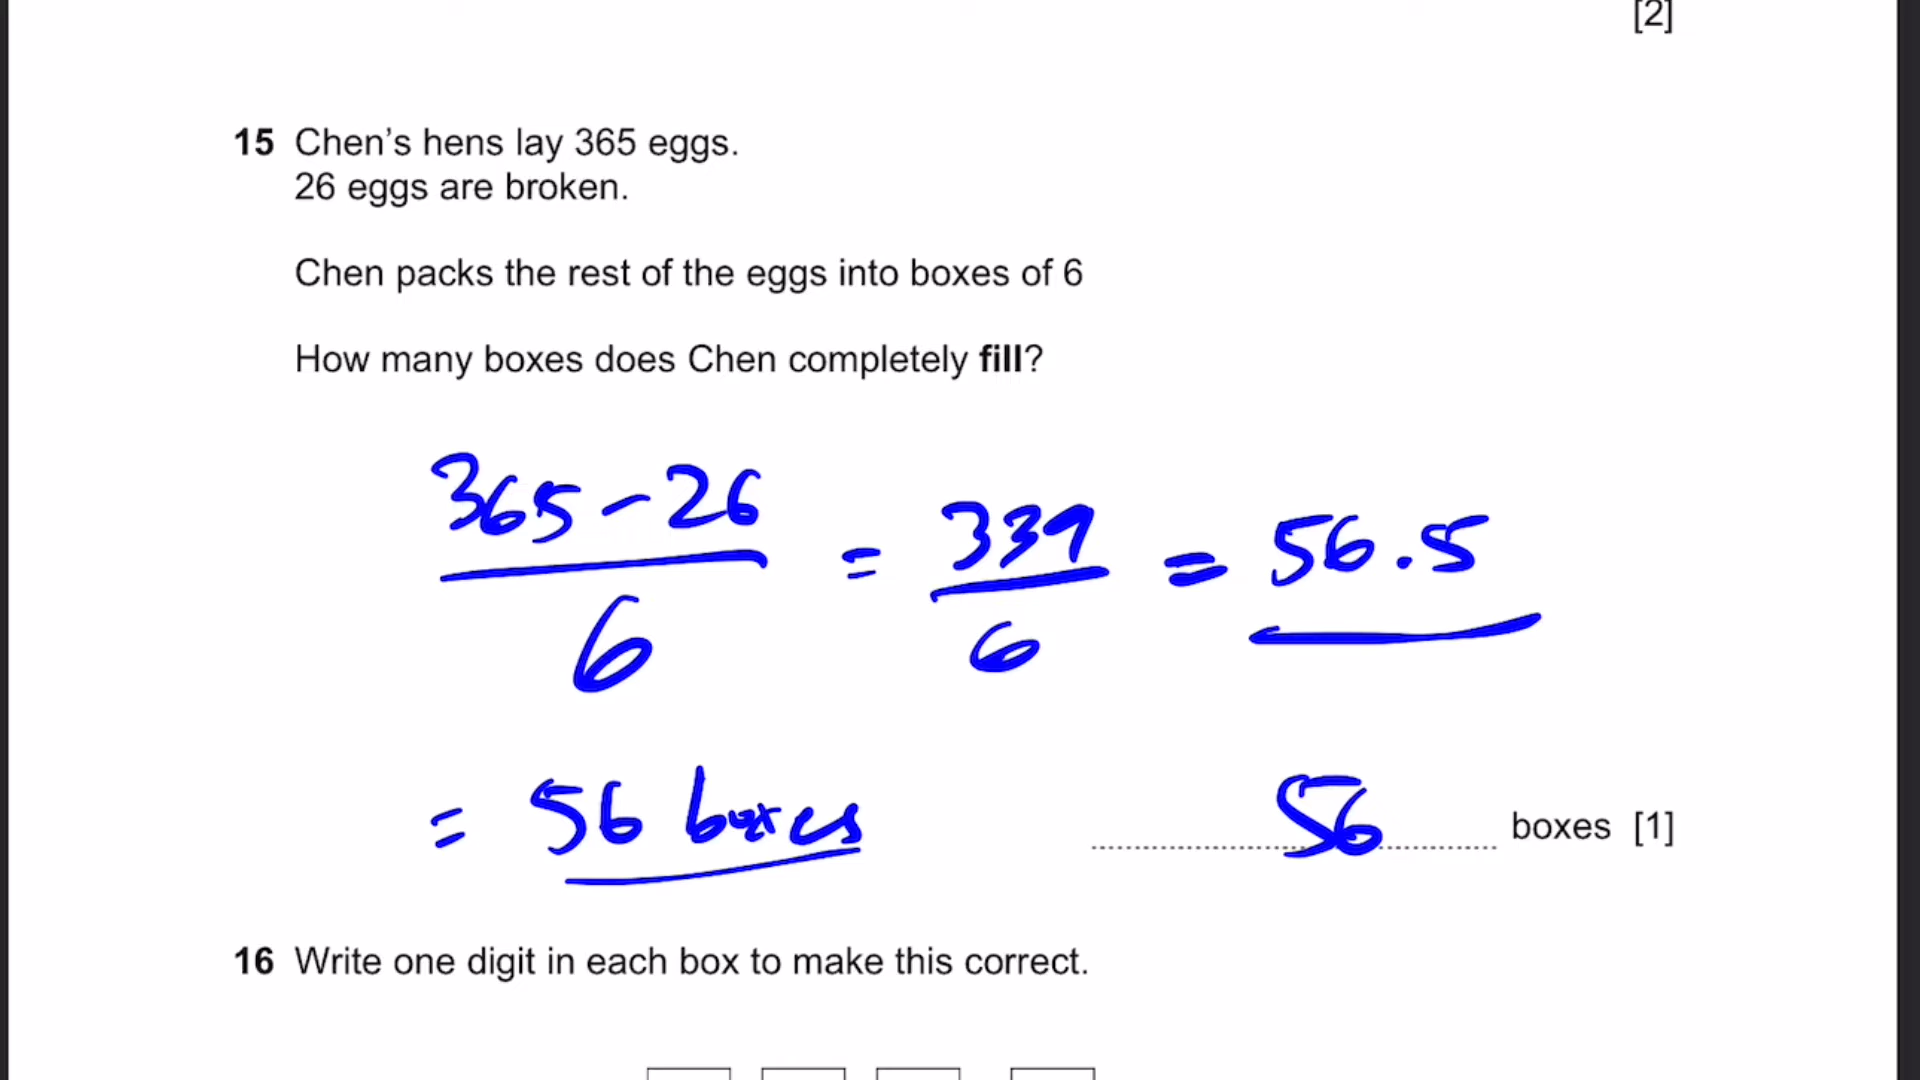 [2]
15 Chen's hens lay 365 eggs.
26 eggs are broken.
Chen packs the rest of the eggs into boxes of 6
How many boxes does Chen completely fill?
365-26
6
= 339
6
= 56.5
= 56 boxes
56 boxes [1]
16 Write one digit in each box to make this correct.